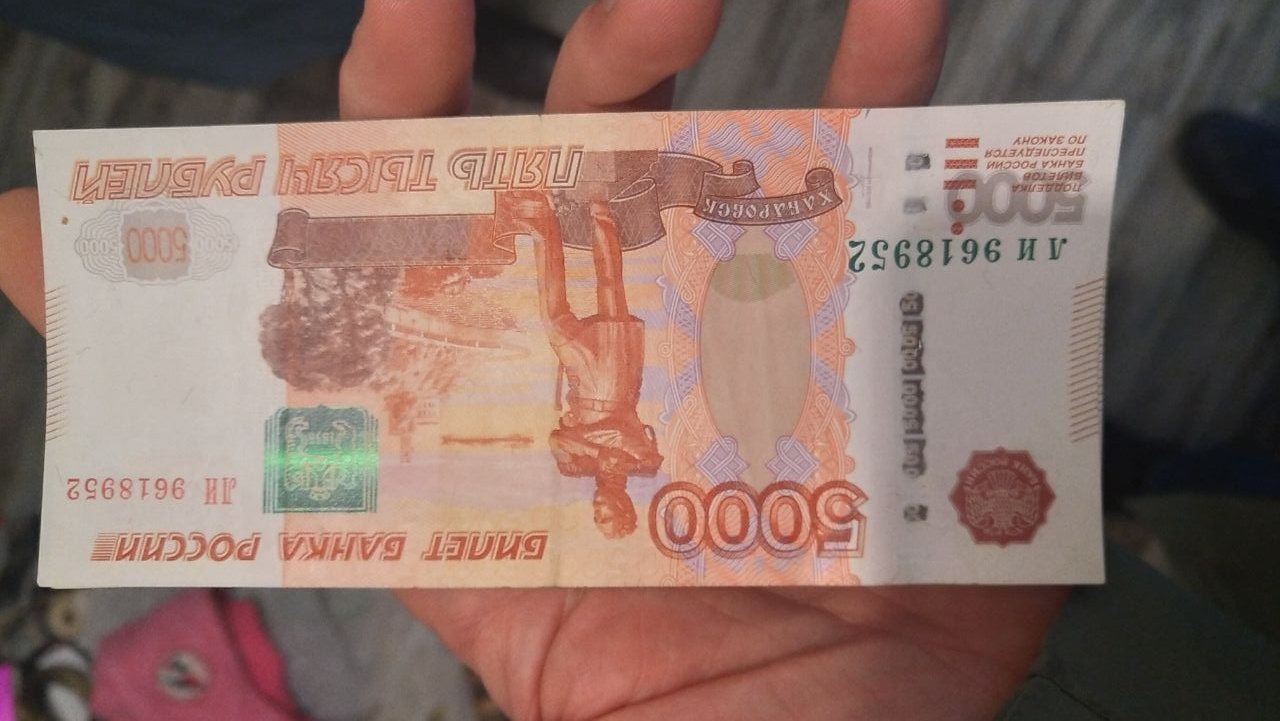 БИЛЕТ БАНКА РОССИИ
5000
ЛИ 9618952
ХАБАРОВСК
ЛИ 9618952
5000
5000
ПЯТЬ ТЫСЯЧ РУБЛЕЙ
ПОДДЕЛКА
БИЛЕТОВ
БАНКА РОССИИ
ПРЕСЛЕДУЕТСЯ
ПО ЗАКОНУ